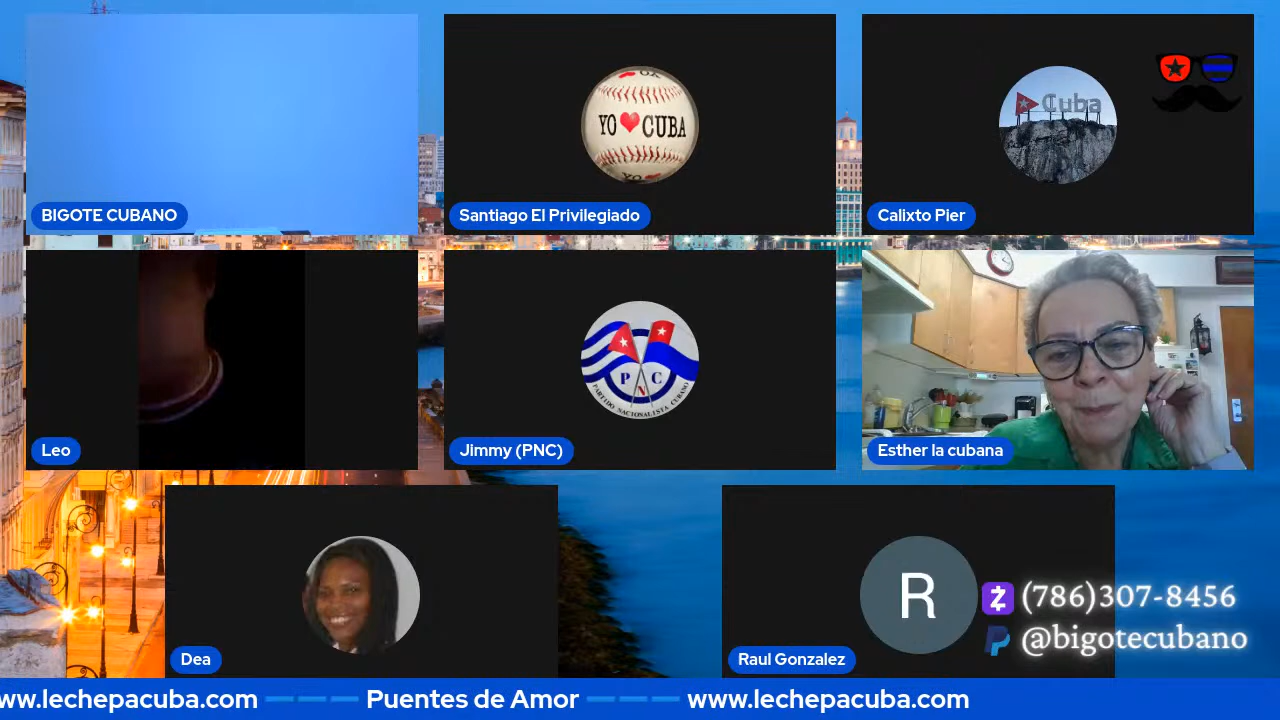 YO CUBA
Cuba
BIGOTE CUBANO
Santiago El Privilegiado
Calixto Pier
P C
N
PARTIDO NACIONALISTA CUBANO
Leo
Jimmy (PNC)
Esther la cubana
R
(786)307-8456
@bigotecubano
Dea
Raul Gonzalez
ww.lechepacuba.com — — — Puentes de Amor — — — www.lechepacuba.com